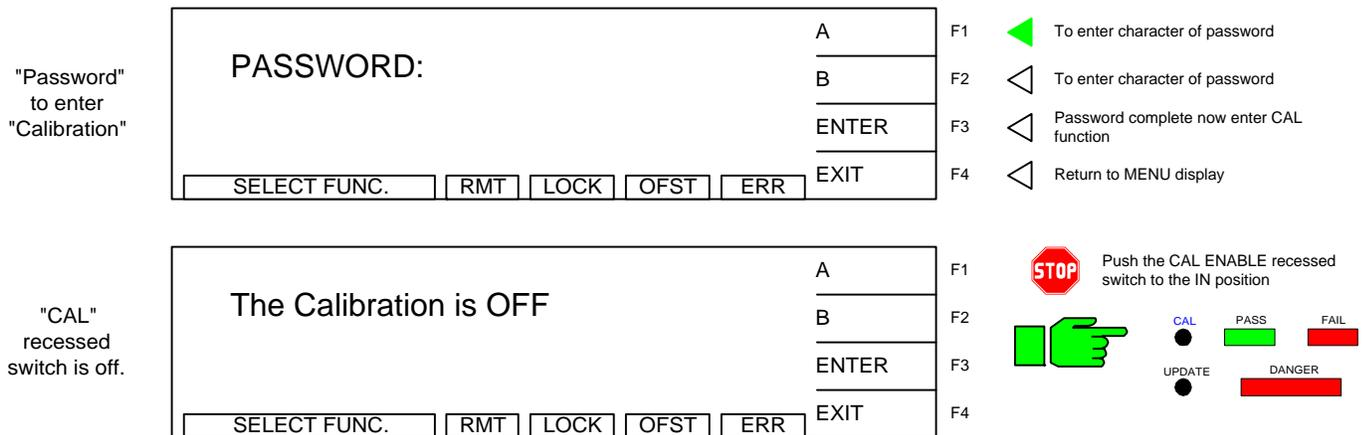 "Password"
to enter
"Calibration"
PASSWORD:
A
B
ENTER
EXIT
SELECT FUNC.
RMT
LOCK
OFST
ERR
F1
To enter character of password
F2
To enter character of password
F3
Password complete now enter CAL
function
F4
Return to MENU display
"CAL"
recessed
switch is off.
The Calibration is OFF
A
B
ENTER
EXIT
SELECT FUNC.
RMT
LOCK
OFST
ERR
F1
F2
F3
F4
STOP
Push the CAL ENABLE recessed
switch to the IN position
CAL
PASS
FAIL
UPDATE
DANGER